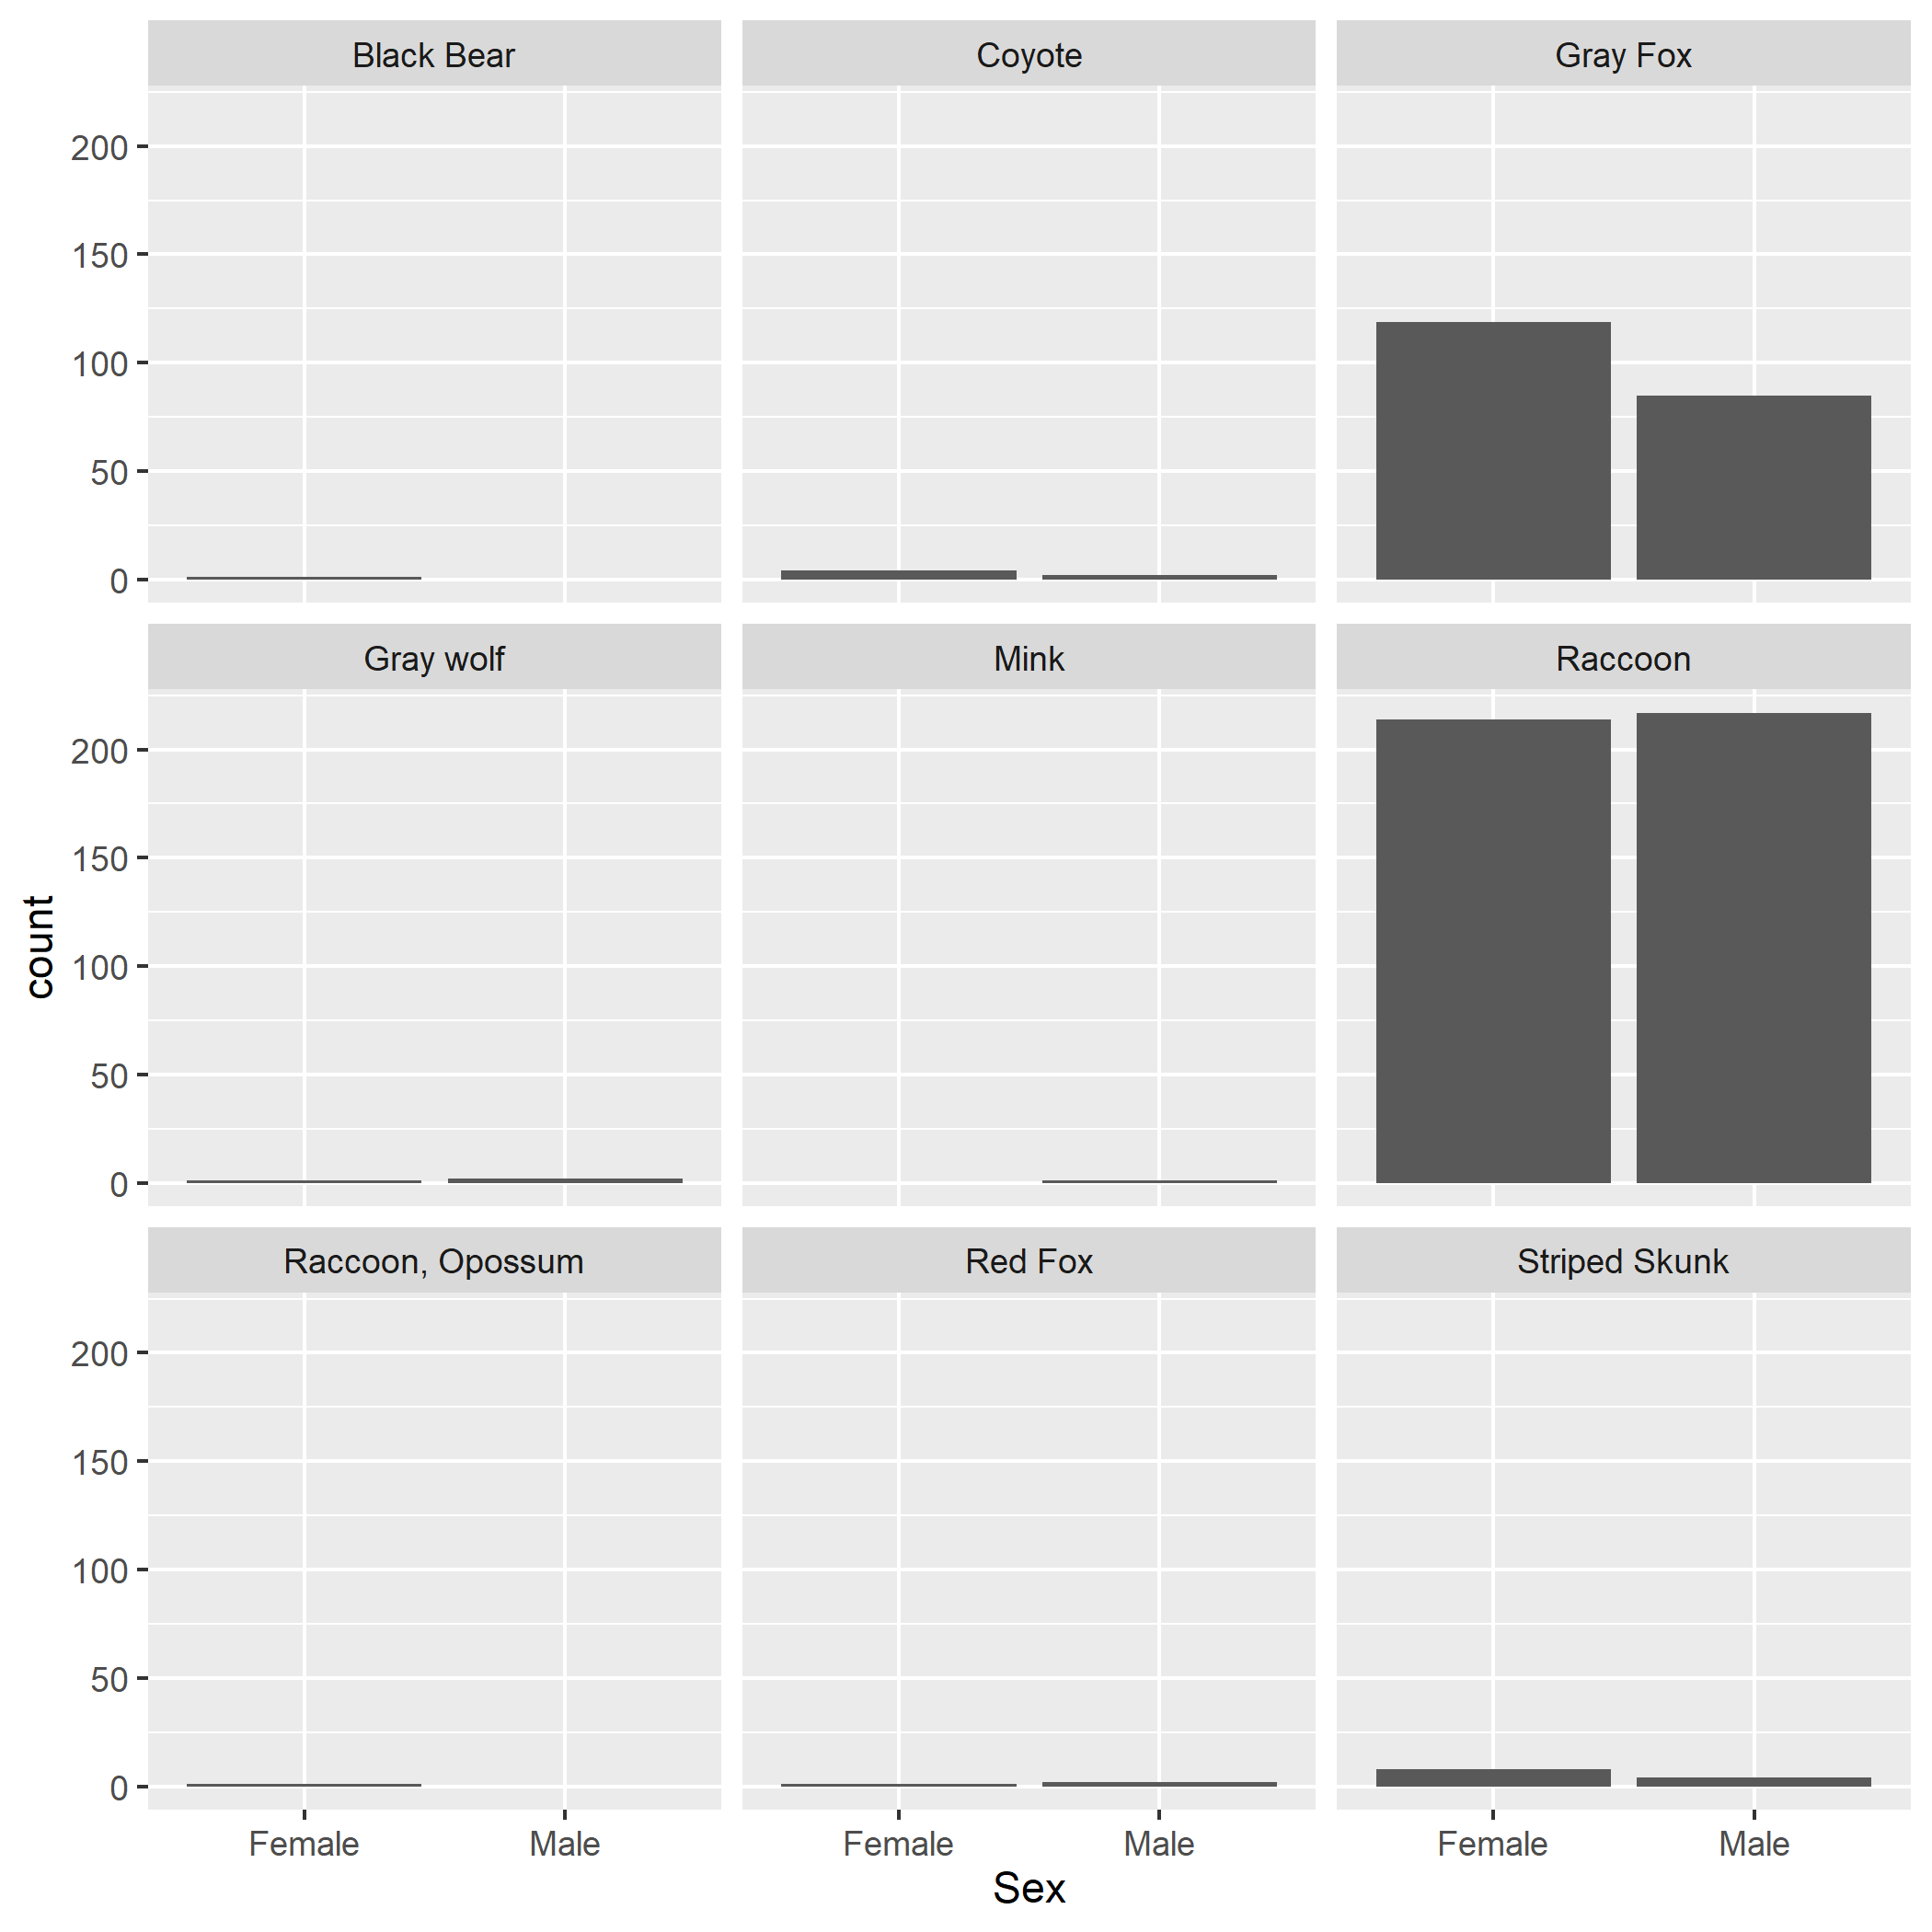 Black Bear
Coyote
Gray Fox
200
150
100
50
0
Gray wolf
Mink
Raccoon
200
150
100
50
0
count
Raccoon, Opossum
Red Fox
Striped Skunk
200
150
100
50
0
Female Male
Female Male
Female Male
Sex